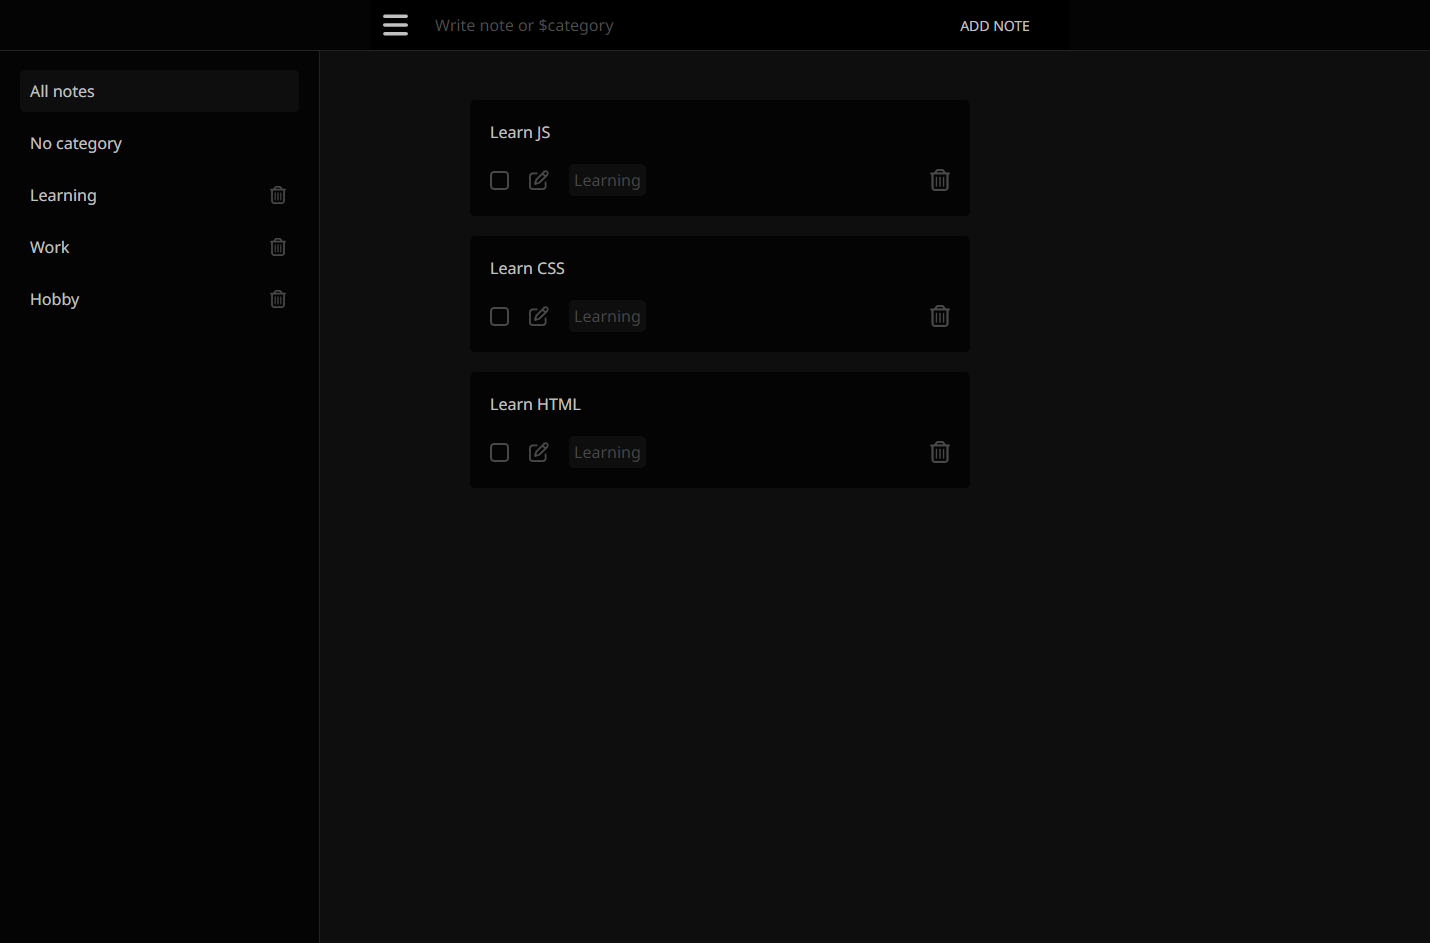 Write note or $category
ADD NOTE
All notes
No category
Learning
Work
Hobby
Learn JS
Learning
Learn CSS
Learning
Learn HTML
Learning